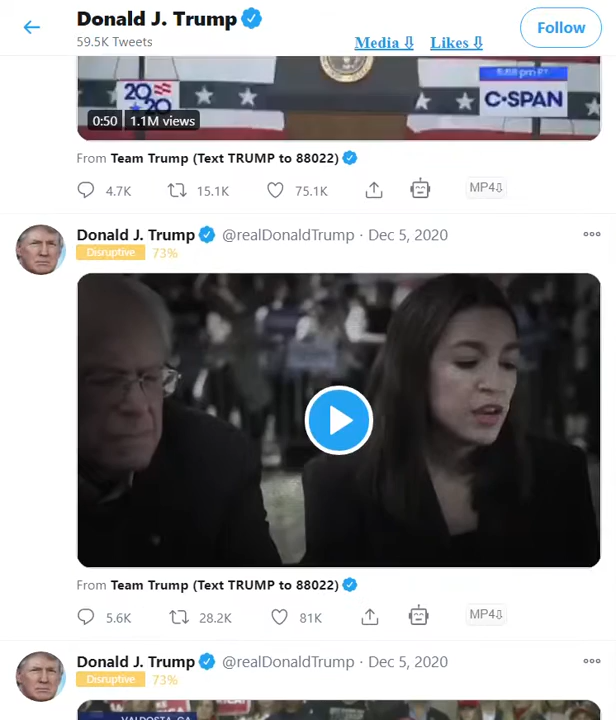 Donald J. Trump
59.5K Tweets
Media ⇩ Likes ⇩
Follow
2020
C-SPAN
0:50 1.1M views
From Team Trump (Text TRUMP to 88022)
4.7K 15.1K 75.1K MP4⇩
Donald J. Trump @realDonaldTrump · Dec 5, 2020
Disruptive 73%
From Team Trump (Text TRUMP to 88022)
5.6K 28.2K 81K MP4⇩
Donald J. Trump @realDonaldTrump · Dec 5, 2020
Disruptive 73%
VALDOSTA, GA